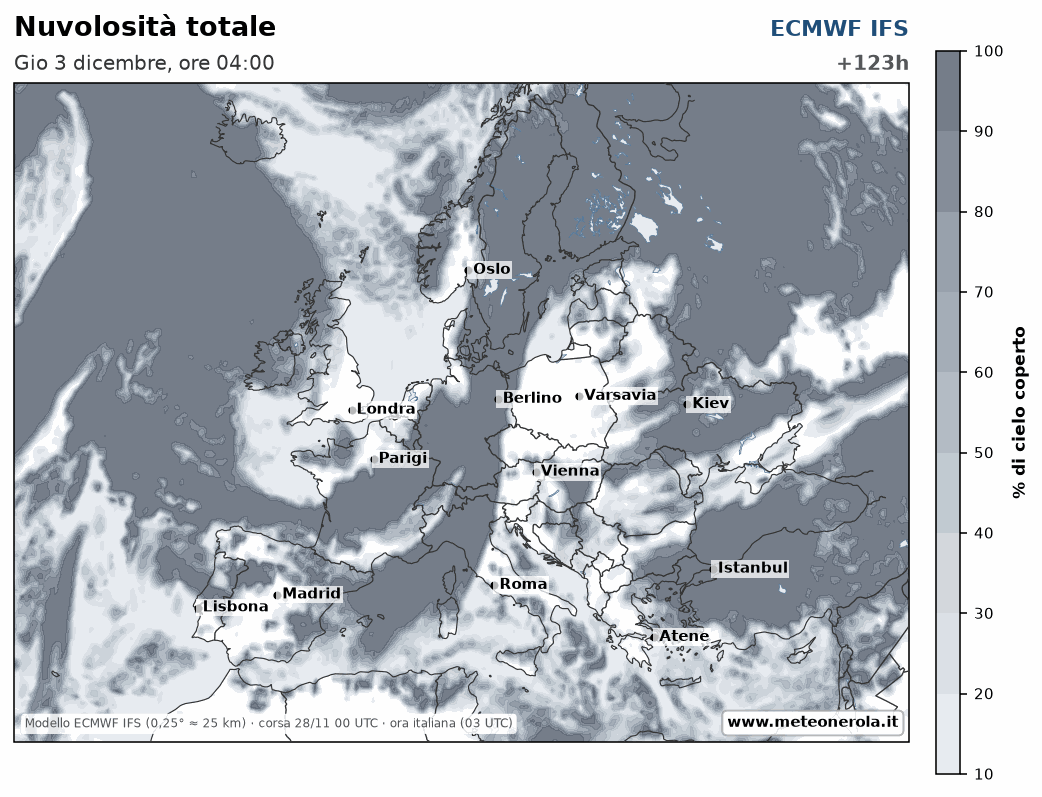 Nuvolosità totale
ECMWF IFS
Gio 3 dicembre, ore 04:00
+123h
100
90
80
70
60
50
40
30
20
10
% di cielo coperto
Oslo
Berlino
Varsavia
Kiev
Londra
Parigi
Vienna
Istanbul
Roma
Madrid
Lisbona
Atene
Modello ECMWF IFS (0,25° ≈ 25 km) · corsa 28/11 00 UTC · ora italiana (03 UTC)
www.meteonerola.it